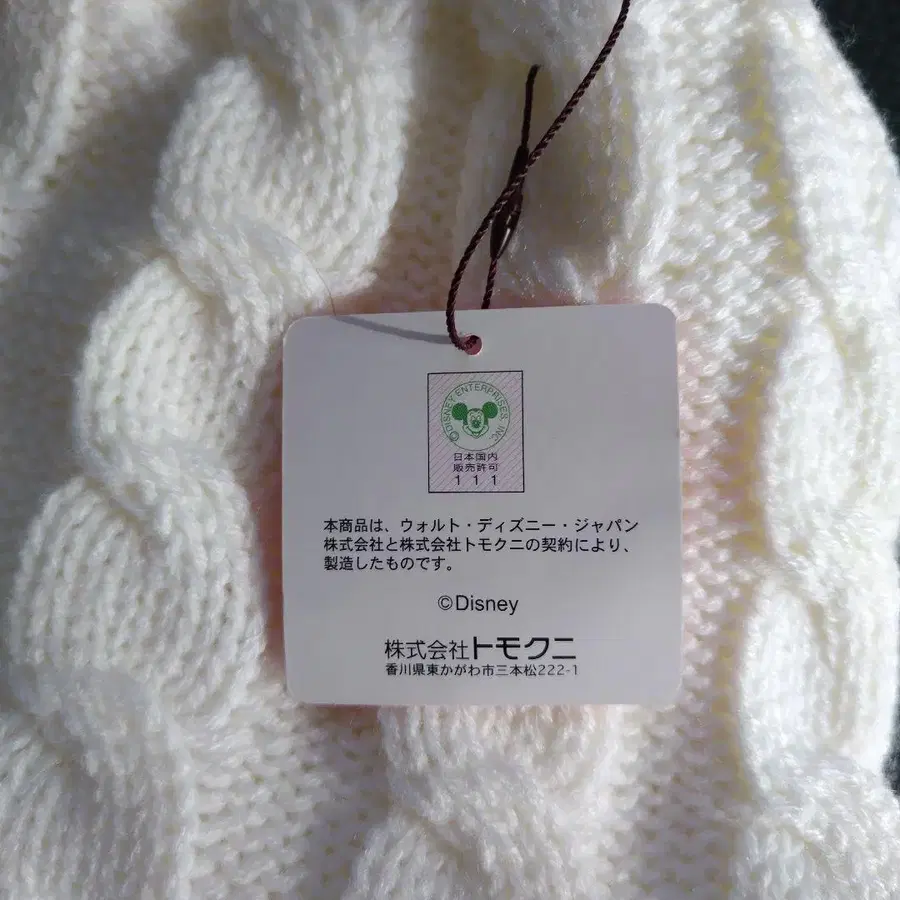 ©DISNEY ENTERPRISES, INC.
日本国内
販売許可
111
本商品は、ウォルト・ディズニー・ジャパン
株式会社と株式会社トモクニの契約により、
製造したものです。
©Disney
株式会社トモクニ
香川県東かがわ市三本松222-1